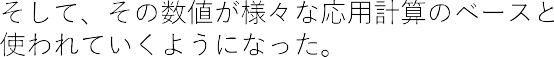 そして、その数値が様々な応用計算のベースと
使われていくようになった。